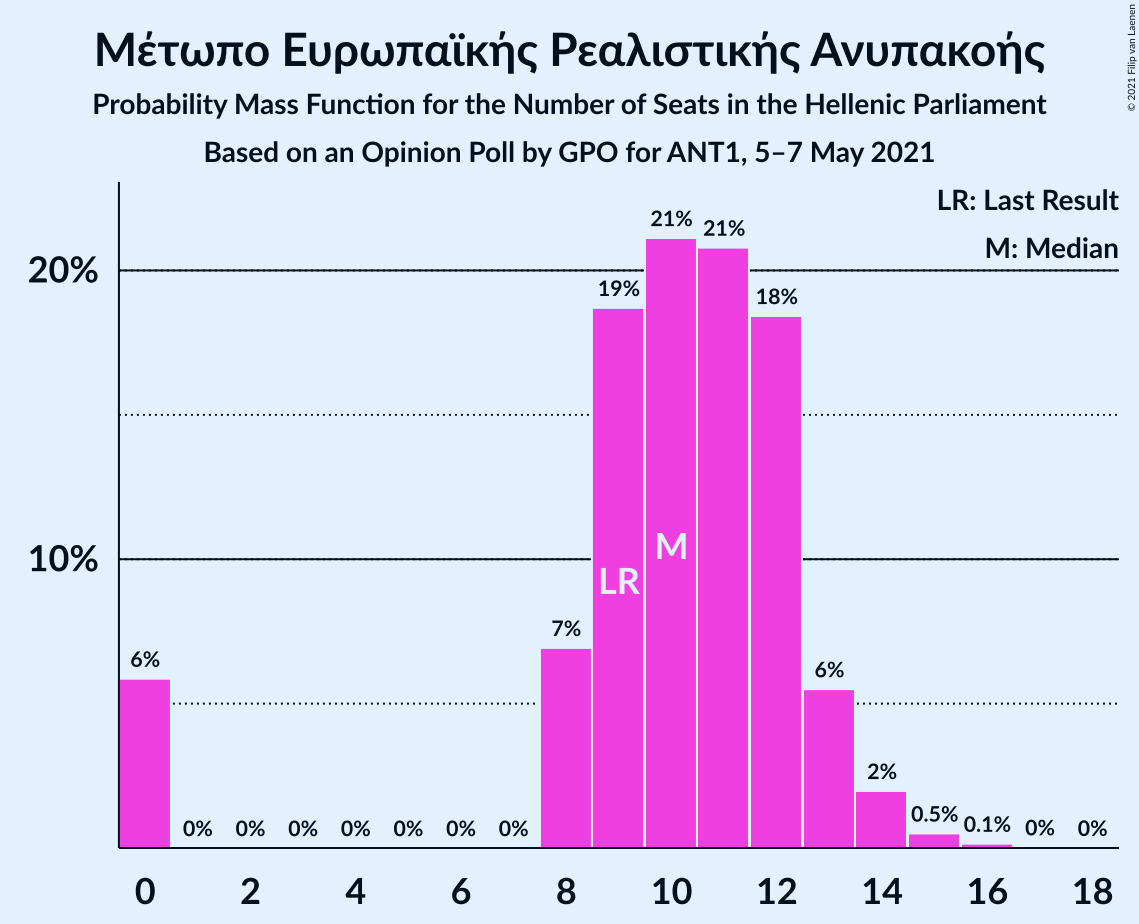 Μέτωπο Ευρωπαϊκής Ρεαλιστικής Ανυπακοής
Probability Mass Function for the Number of Seats in the Hellenic Parliament
Based on an Opinion Poll by GPO for ANT1, 5–7 May 2021
© 2021 Filip van Laenen
LR: Last Result
M: Median
20%
10%
6%
0%
0%
0%
0%
0%
0%
0%
7%
19%
21%
21%
18%
6%
2%
0.5%
0.1%
0%
0%
LR
M
0 2 4 6 8 10 12 14 16 18